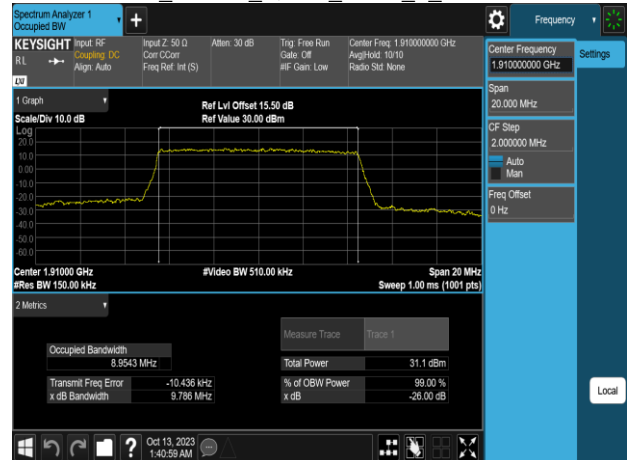 Spectrum Analyzer 1
Occupied BW
+
Frequency
KEYSIGHT
Input: RF
Input Z: 50 Ω
Atten: 30 dB
Trig: Free Run
Center Freq: 1.910000000 GHz
RL
Coupling: DC
Corr CCorr
Gate: Off
Avg|Hold: 10/10
Align: Auto
Freq Ref: Int (S)
#IF Gain: Low
Radio Std: None
LXI
Center Frequency
1.910000000 GHz
Settings
Span
20.000 MHz
CF Step
2.000000 MHz
Auto
Man
Freq Offset
0 Hz
Local
1 Graph
Ref Lvl Offset 15.50 dB
Scale/Div 10.0 dB
Ref Value 30.00 dBm
Log
20.0
10.0
0.00
-10.0
-20.0
-30.0
-40.0
-50.0
-60.0
Center 1.91000 GHz
#Video BW 510.00 kHz
Span 20 MHz
#Res BW 150.00 kHz
Sweep 1.00 ms (1001 pts)
2 Metrics
Measure Trace
Trace 1
Occupied Bandwidth
8.9543 MHz
Total Power
31.1 dBm
Transmit Freq Error
-10.436 kHz
% of OBW Power
99.00 %
x dB Bandwidth
9.786 MHz
x dB
-26.00 dB
?
Oct 13, 2023
1:40:59 AM